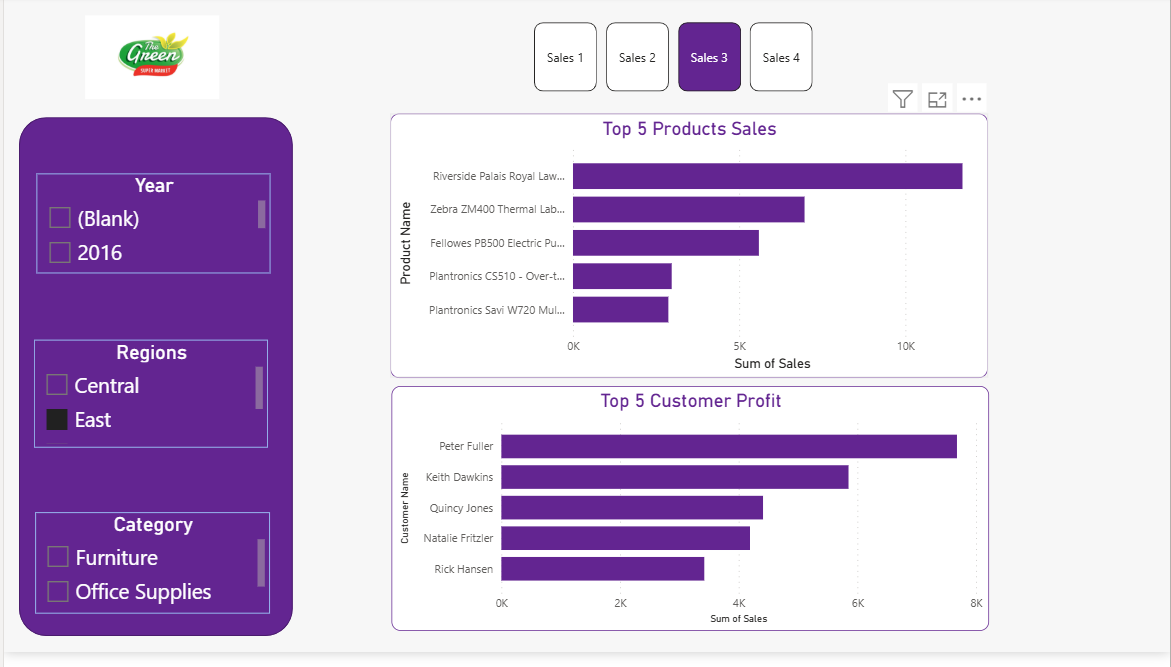 The
Green
SUPER MARKET
Sales 1
Sales 2
Sales 3
Sales 4
Year
(Blank)
2016
Regions
Central
East
Category
Furniture
Office Supplies
Top 5 Products Sales
Product Name
Riverside Palais Royal Law...
Zebra ZM400 Thermal Lab...
Fellowes PB500 Electric Pu...
Plantronics CS510 - Over-t...
Plantronics Savi W720 Mul...
0K 5K 10K
Sum of Sales
Top 5 Customer Profit
Customer Name
Peter Fuller
Keith Dawkins
Quincy Jones
Natalie Fritzler
Rick Hansen
0K 2K 4K 6K 8K
Sum of Sales